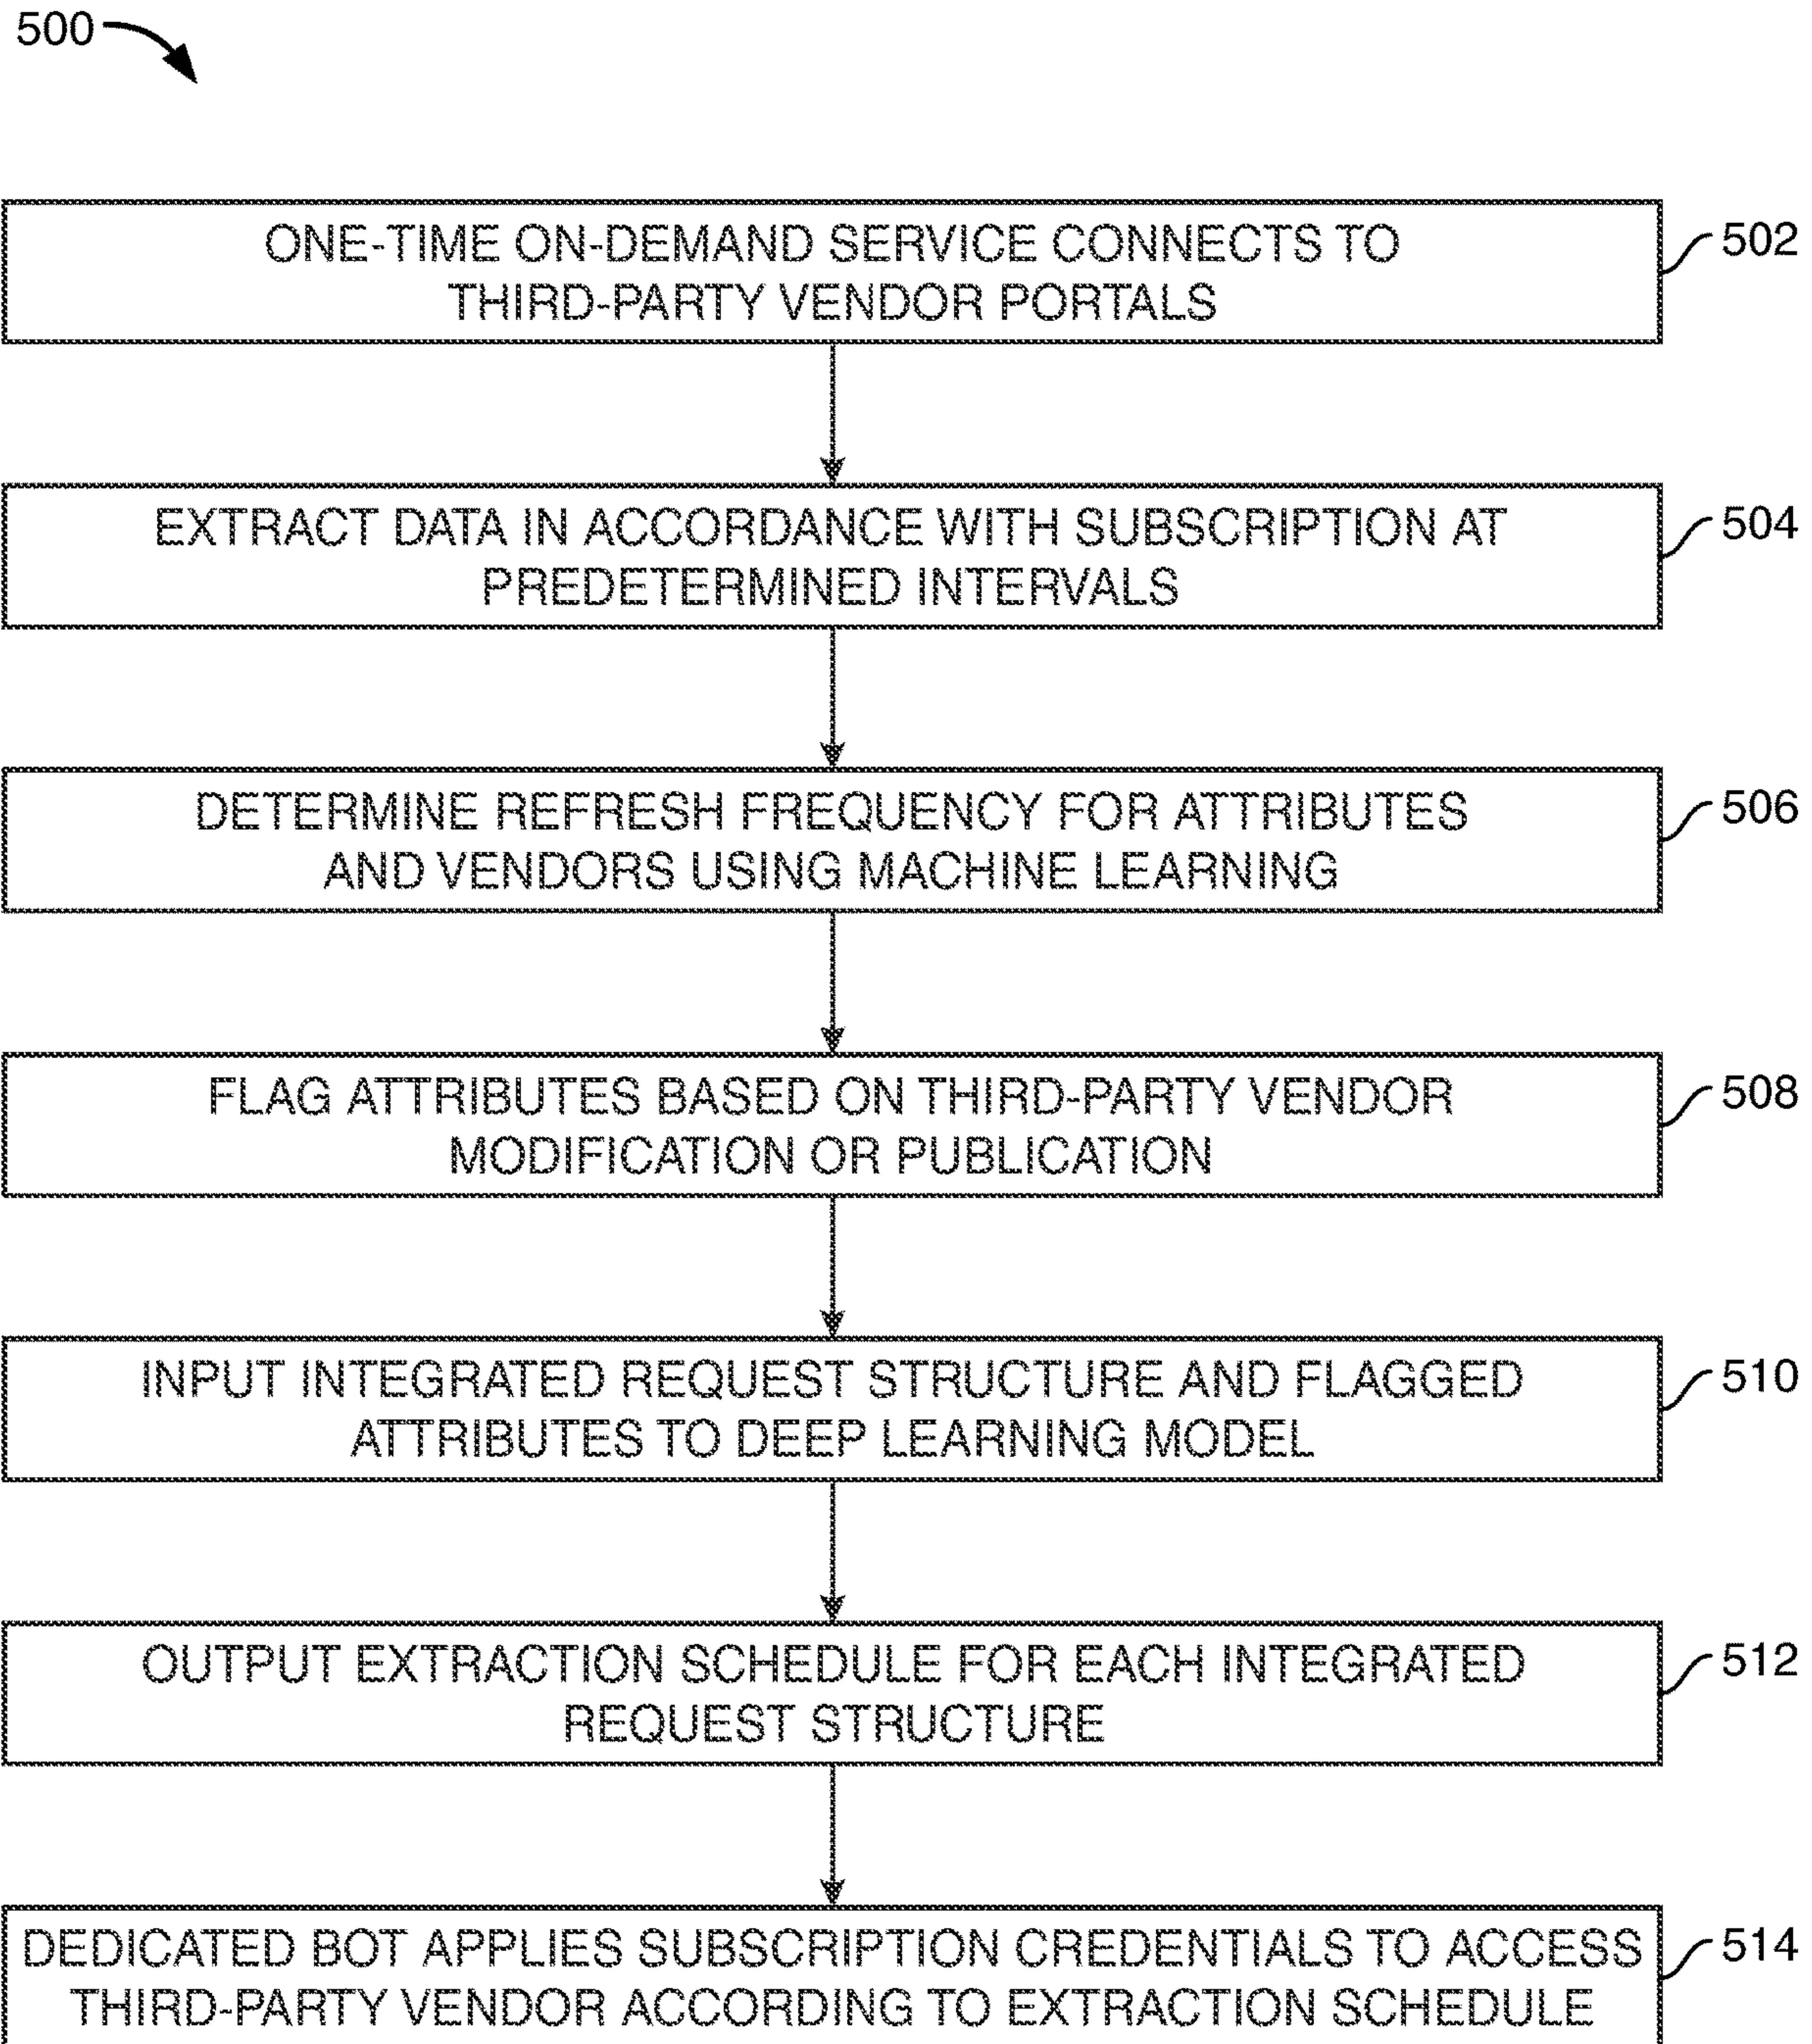 500
ONE-TIME ON-DEMAND SERVICE CONNECTS TO
THIRD-PARTY VENDOR PORTALS
502
EXTRACT DATA IN ACCORDANCE WITH SUBSCRIPTION AT
PREDETERMINED INTERVALS
504
DETERMINE REFRESH FREQUENCY FOR ATTRIBUTES
AND VENDORS USING MACHINE LEARNING
506
FLAG ATTRIBUTES BASED ON THIRD-PARTY VENDOR
MODIFICATION OR PUBLICATION
508
INPUT INTEGRATED REQUEST STRUCTURE AND FLAGGED
ATTRIBUTES TO DEEP LEARNING MODEL
510
OUTPUT EXTRACTION SCHEDULE FOR EACH INTEGRATED
REQUEST STRUCTURE
512
DEDICATED BOT APPLIES SUBSCRIPTION CREDENTIALS TO ACCESS
THIRD-PARTY VENDOR ACCORDING TO EXTRACTION SCHEDULE
514